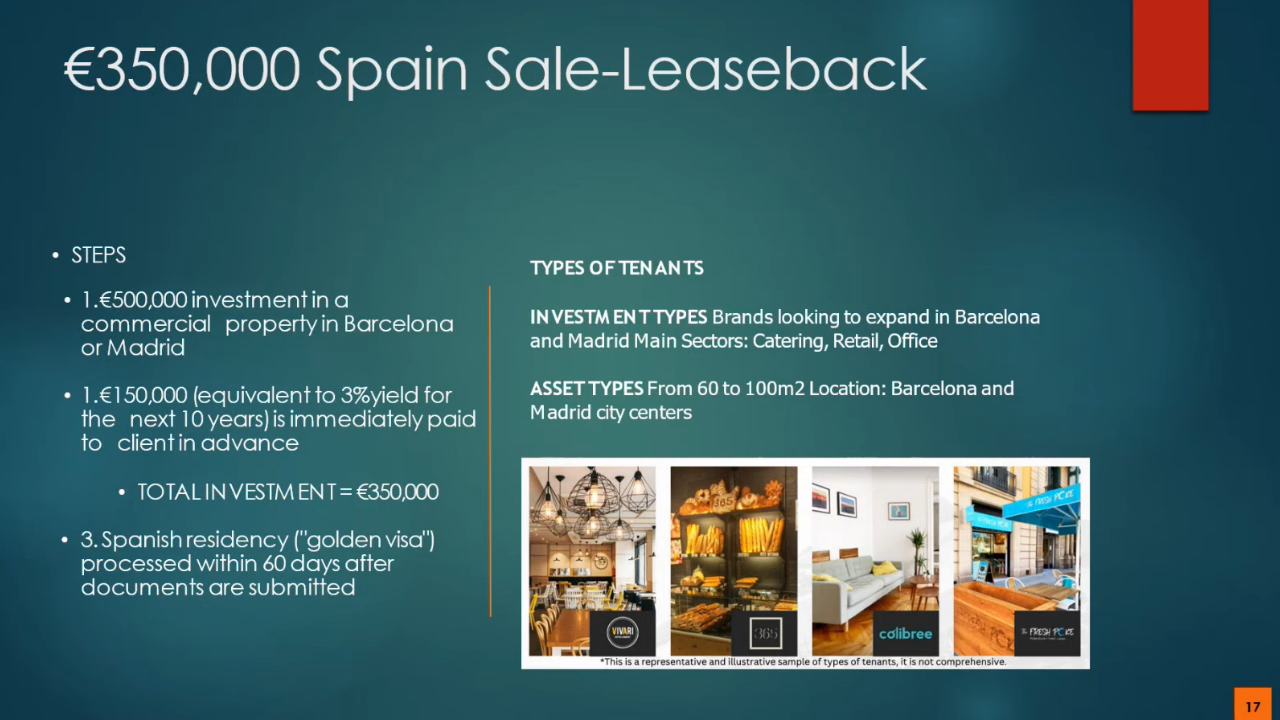 €350,000 Spain Sale-Leaseback
• STEPS
• 1.€500,000 investment in a
commercial property in Barcelona
or Madrid
• 1.€150,000 (equivalent to 3%yield for
the next 10 years) is immediately paid
to client in advance
• TOTAL INVESTMENT = €350,000
• 3. Spanish residency ("golden visa")
processed within 60 days after
documents are submitted
TYPES OF TENANTS
INVESTMENT TYPES Brands looking to expand in Barcelona
and Madrid Main Sectors: Catering, Retail, Office
ASSET TYPES From 60 to 100m2 Location: Barcelona and
Madrid city centers
365
THE FRESH POKE
VIVARI
365
colibree
THE FRESH POKE
*This is a representative and illustrative sample of types of tenants, it is not comprehensive.
17